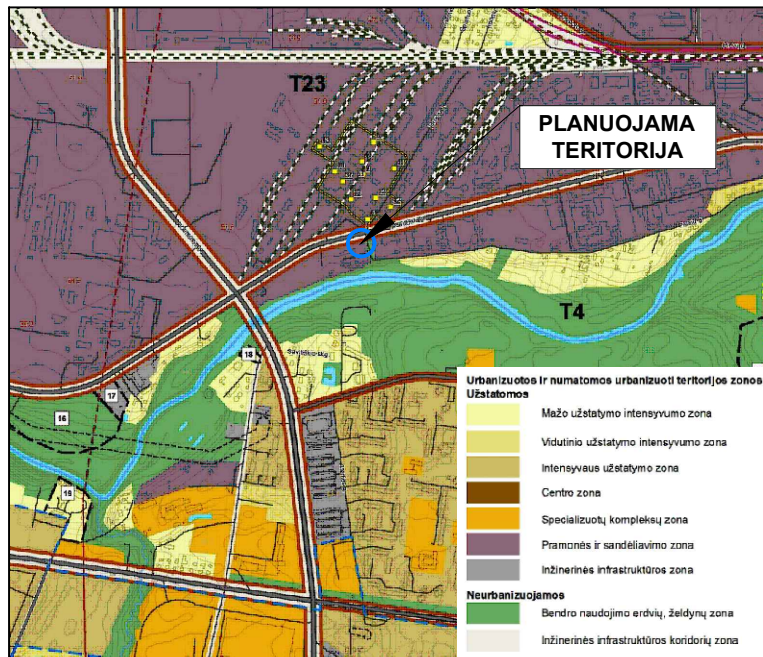 T23
PLANUOJAMA
TERITORIJA
T4
18
17
16
19
Urbanizuotos ir numatomos urbanizuoti teritorijos zonos
Užstatomos
Mažo užstatymo intensyvumo zona
Vidutinio užstatymo intensyvumo zona
Intensyvaus užstatymo zona
Centro zona
Specializuotų kompleksų zona
Pramonės ir sandėliavimo zona
Inžinerinės infrastruktūros zona
Neurbanizuojamos
Bendro naudojimo erdvių, želdynų zona
Inžinerinės infrastruktūros koridorių zona